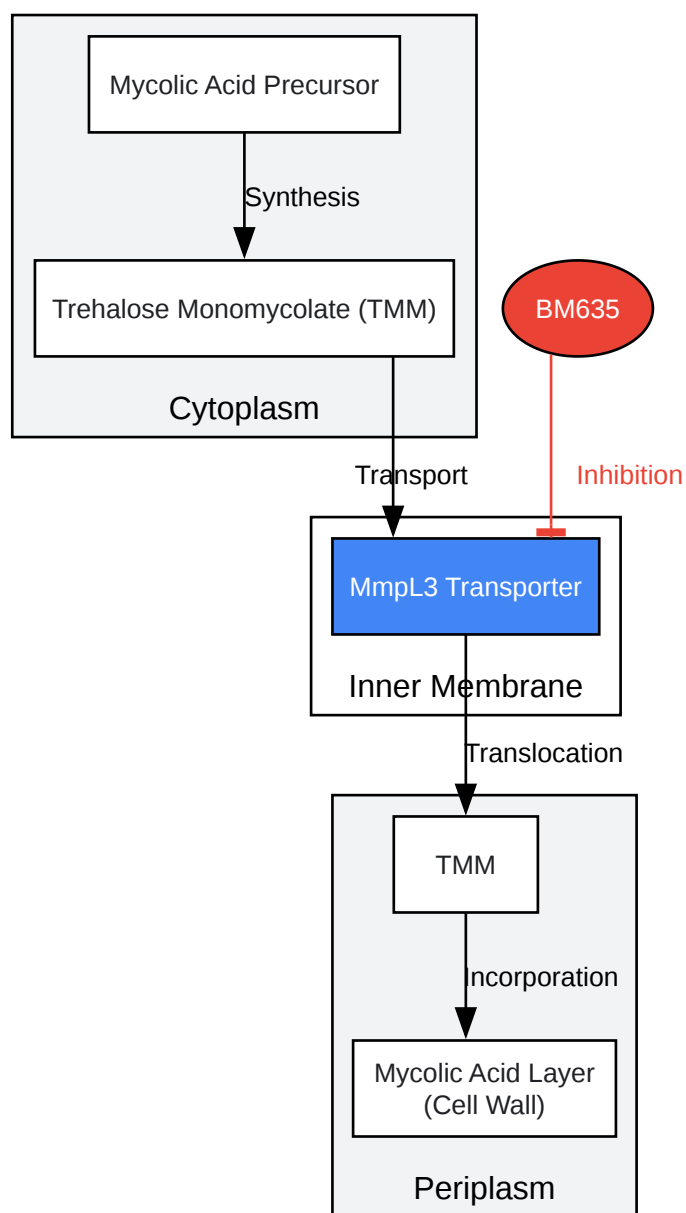 Mycolic Acid Precursor
Synthesis
Trehalose Monomycolate (TMM)
BM635
Cytoplasm
Transport
Inhibition
MmpL3 Transporter
Inner Membrane
Translocation
TMM
Incorporation
Mycolic Acid Layer
(Cell Wall)
Periplasm